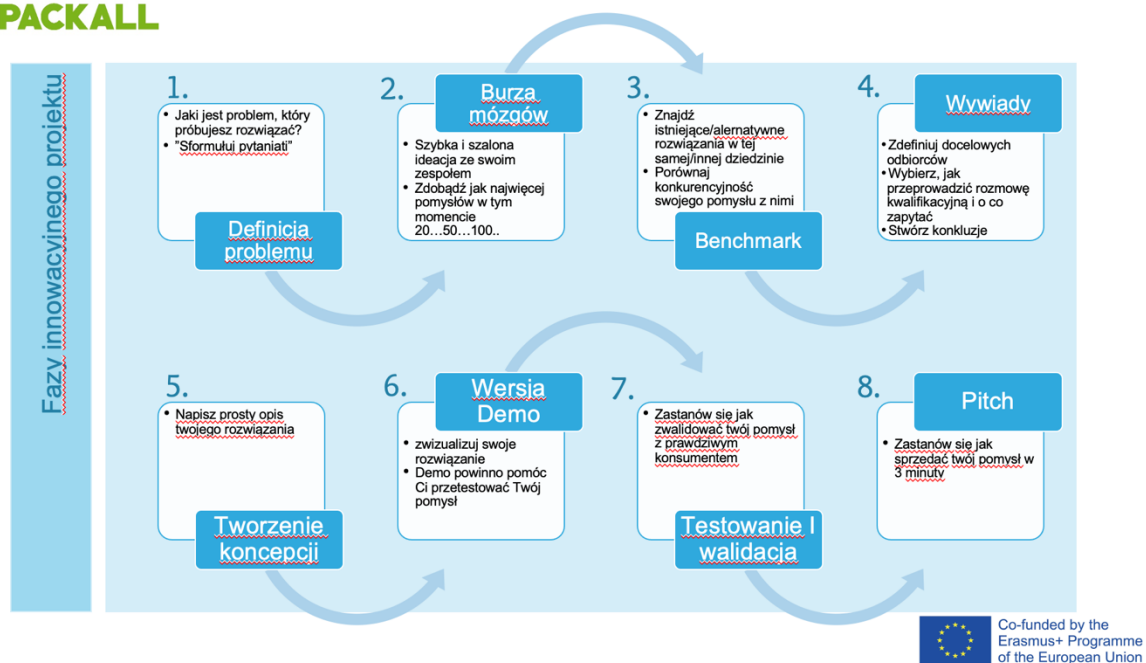 PACKALL
Fazy innowacyjnego projektu
1.
• Jaki jest problem, który
próbujesz rozwiązać?
• "Sformułuj pytaniati"
Definicja
problemu
2.
Burza
mózgów
• Szybka i szalona
ideacja ze swoim
zespołem
• Zdobądź jak najwięcej
pomysłów w tym
momencie
20...50...100..
3.
• Znajdź
istniejące/alernatywne
rozwiązania w tej
samej/innej dziedzinie
• Porównaj
konkurencyjność
swojego pomysłu z nimi
Benchmark
4.
Wywiady
• Zdefiniuj docelowych
odbiorców
• Wybierz, jak
przeprowadzić rozmowę
kwalifikacyjną i o co
zapytać
• Stwórz konkluzje
5.
• Napisz prosty opis
twojego rozwiązania
Tworzenie
koncepcji
6.
Wersja
Demo
• zwizualizuj swoje
rozwiązanie
• Demo powinno pomóc
Ci przetestować Twój
pomysł
7.
• Zastanów się jak
zwalidować twój pomysł
z prawdziwym
konsumentem
Testowanie I
walidacja
8.
Pitch
• Zastanów się jak
sprzedać twój pomysł w
3 minuty
Co-funded by the
Erasmus+ Programme
of the European Union